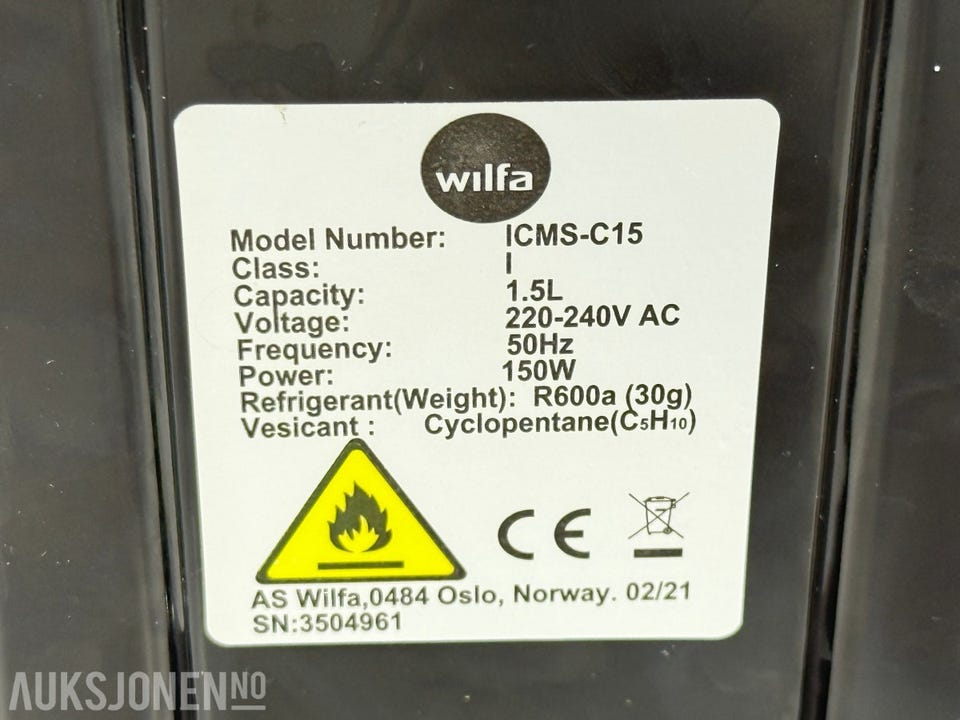 wilfa
Model Number: ICMS-C15
Class: I
Capacity: 1.5L
Voltage: 220-240V AC
Frequency: 50Hz
Power: 150W
Refrigerant(Weight): R600a (30g)
Vesicant : Cyclopentane(C₅H₁₀)
CE
AS Wilfa,0484 Oslo, Norway. 02/21
SN:3504961
AUKSJONEN NO